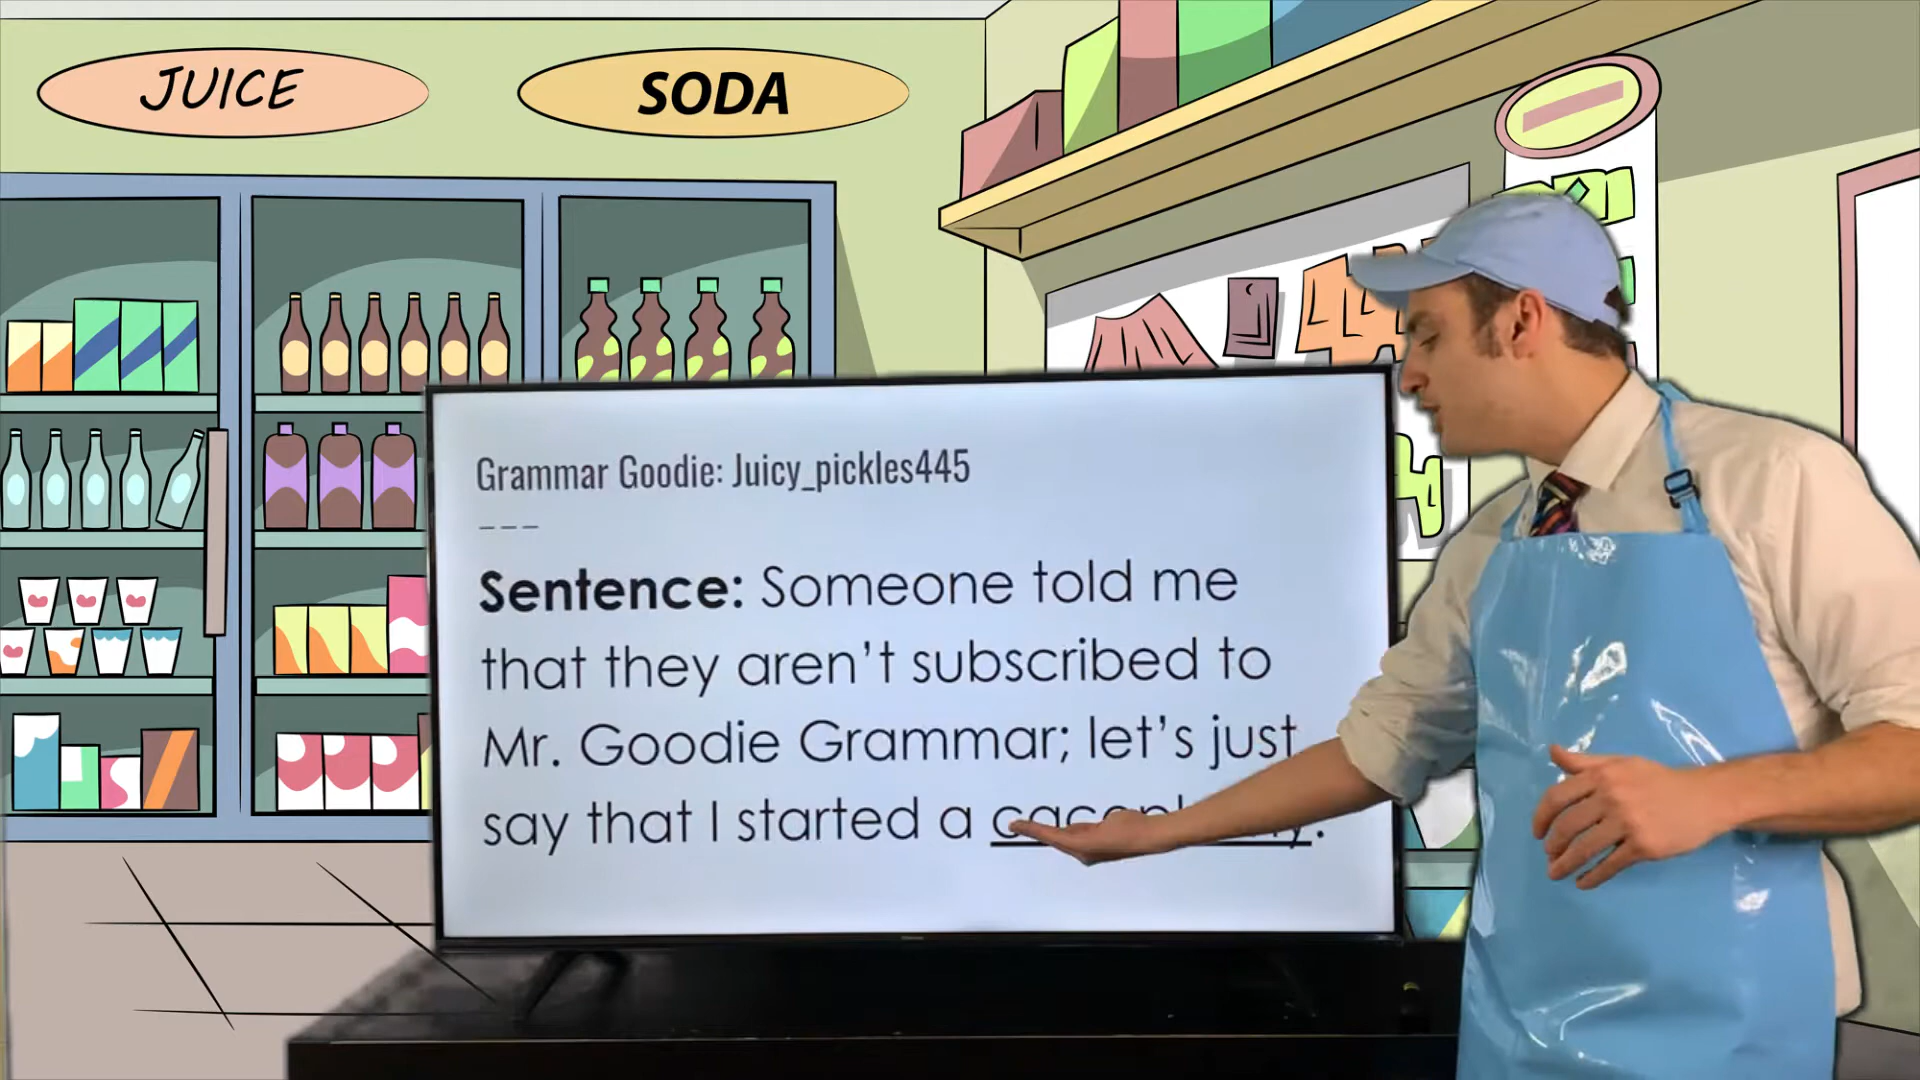 JUICE
SODA
Grammar Goodie: Juicy_pickles445
---
Sentence: Someone told me
that they aren't subscribed to
Mr. Goodie Grammar; let's just
say that I started a